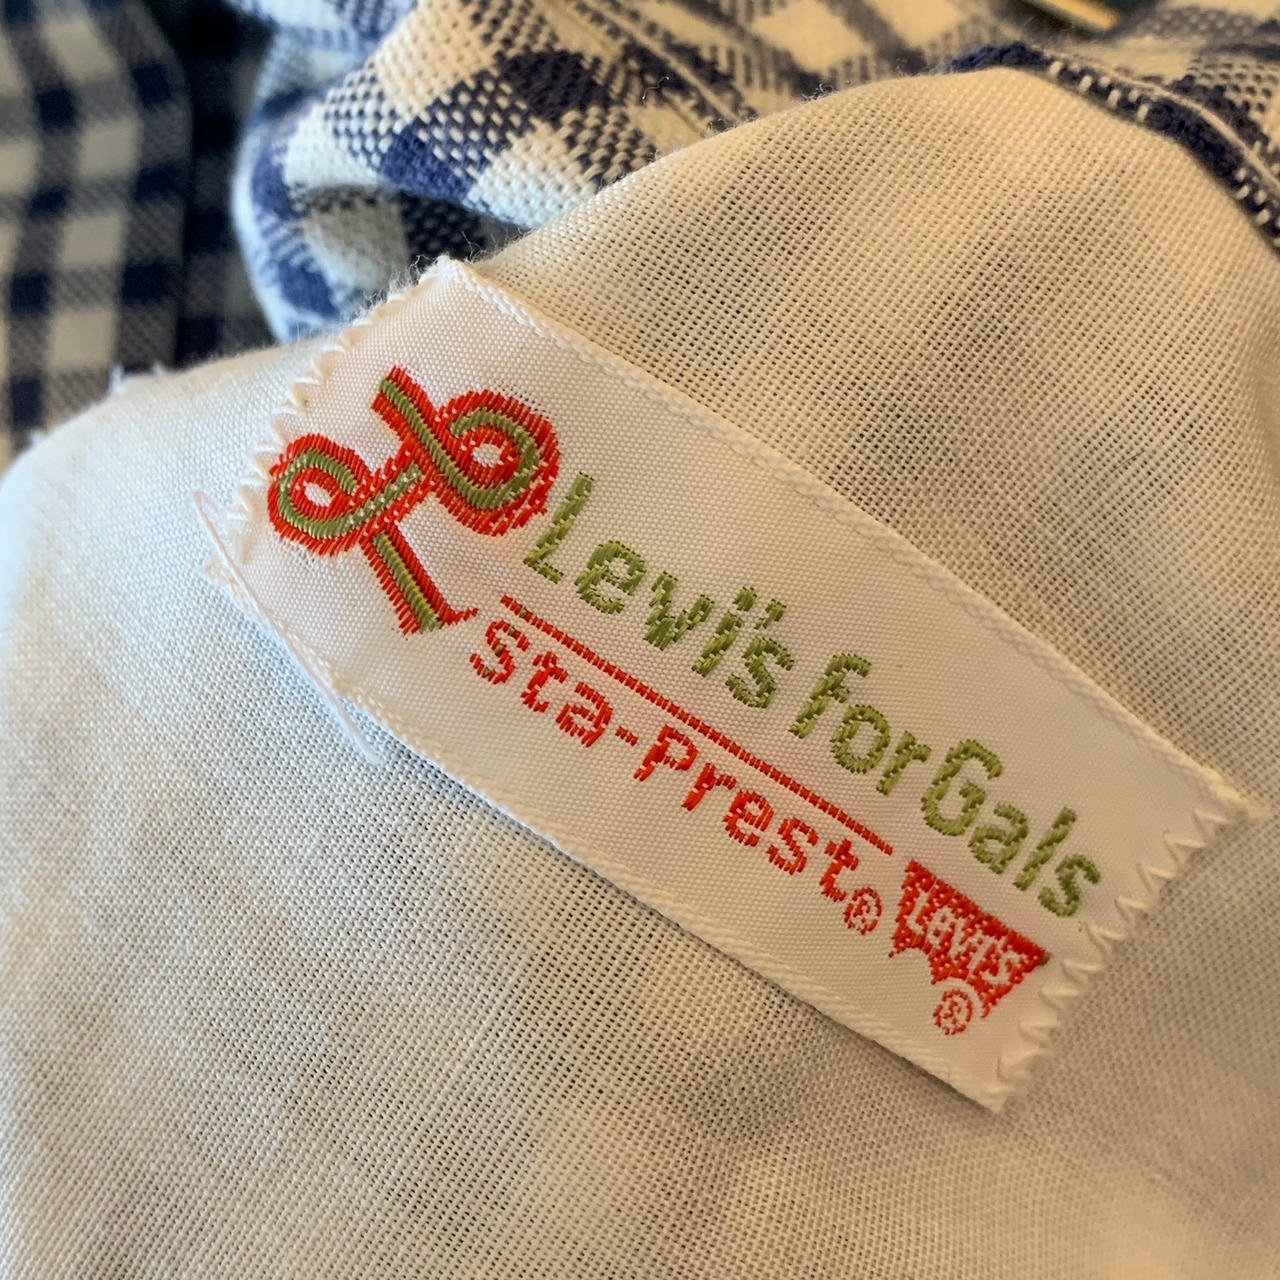 Levi's for Gals
Sta-Prest®
Levi's
®